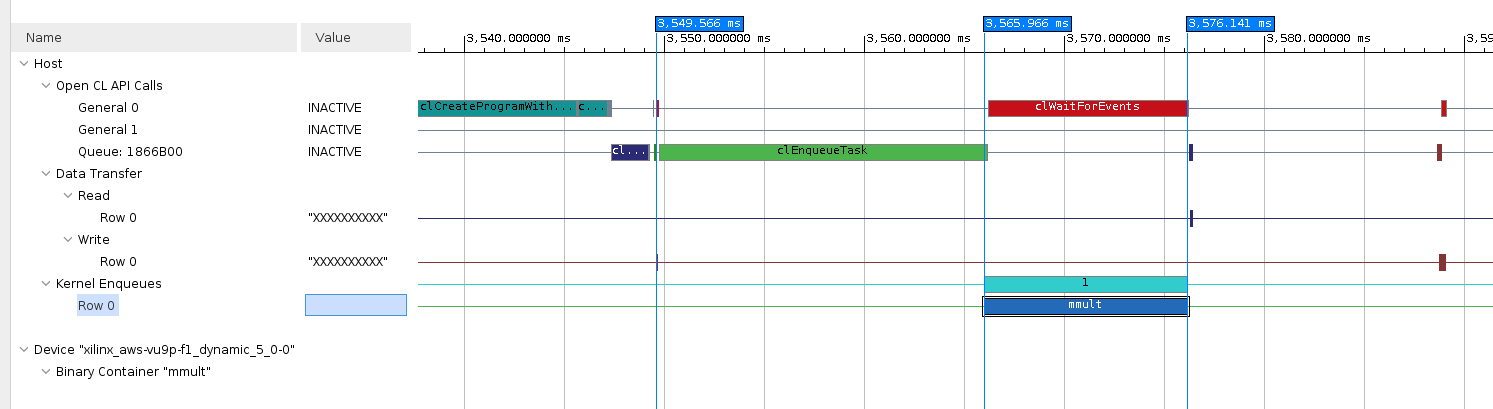 3,549.566 ms 3,565.966 ms 3,576.141 ms
Name Value 3,540.000000 ms 3,550.000000 ms 3,560.000000 ms 3,570.000000 ms 3,580.000000 ms 3,59
Host
Open CL API Calls
General 0 INACTIVE clCreateProgramWith... c... clWaitForEvents
General 1 INACTIVE
Queue: 1866B00 INACTIVE cl... clEnqueueTask
Data Transfer
Read
Row 0 "XXXXXXXXXX"
Write
Row 0 "XXXXXXXXXX"
Kernel Enqueues 1
Row 0 mmult
Device "xilinx_aws-vu9p-f1_dynamic_5_0-0"
Binary Container "mmult"